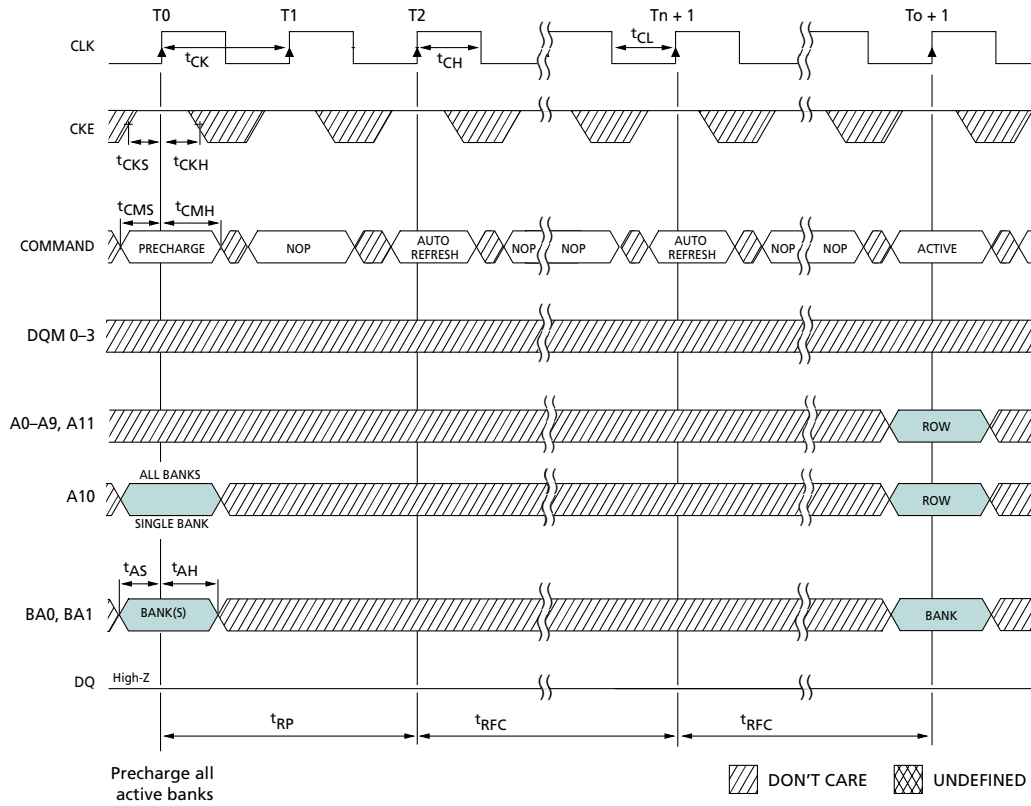 T0 T1 T2 Tn + 1 To + 1
CLK
tCK tCH tCL
CKE
tCKS tCKH
tCMS tCMH
COMMAND PRECHARGE NOP AUTO REFRESH NOP NOP AUTO REFRESH NOP NOP ACTIVE
DQM 0–3
A0–A9, A11 ROW
ALL BANKS
A10 ROW
SINGLE BANK
tAS tAH
BA0, BA1 BANK(S) BANK
DQ High-Z
tRP tRFC tRFC
Precharge all
active banks
DON'T CARE UNDEFINED